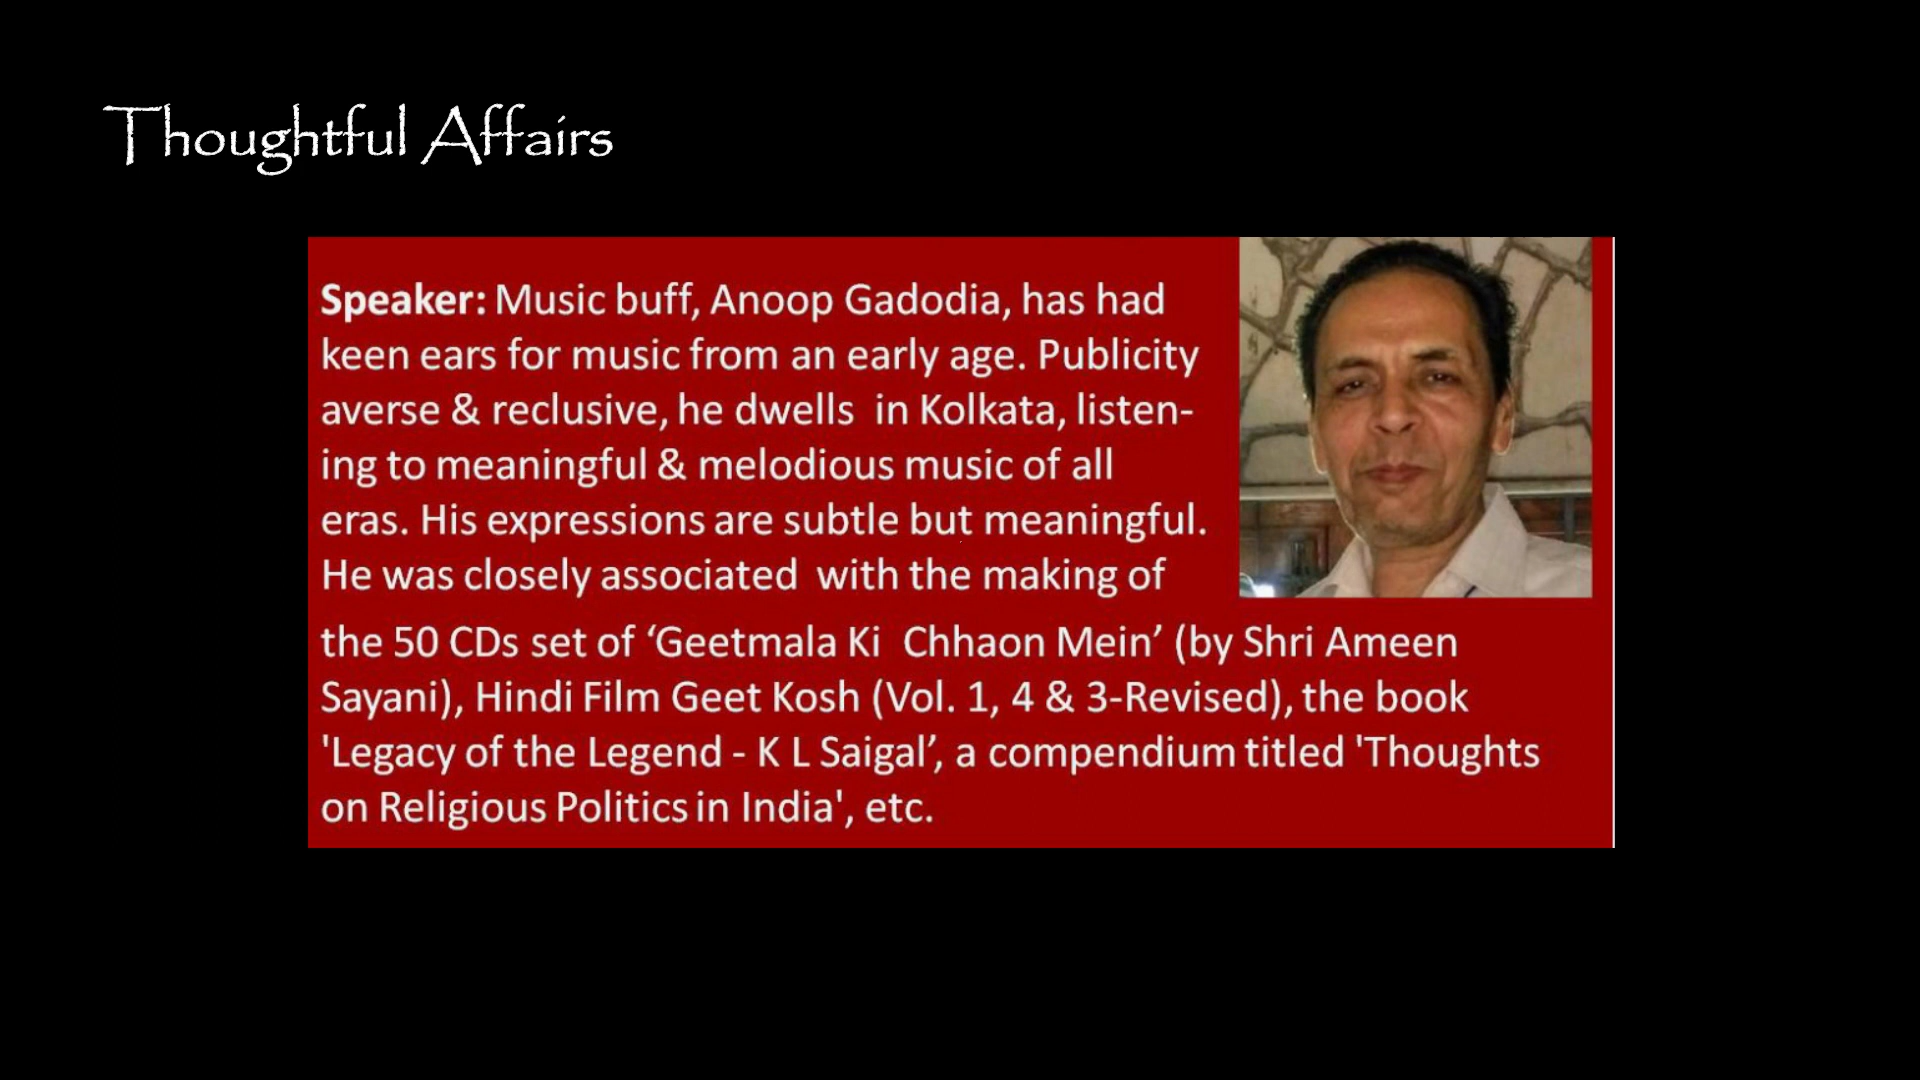 Thoughtful Affairs
Speaker: Music buff, Anoop Gadodia, has had
keen ears for music from an early age. Publicity
averse & reclusive, he dwells  in Kolkata, listen-
ing to meaningful & melodious music of all
eras. His expressions are subtle but meaningful.
He was closely associated  with the making of
the 50 CDs set of ‘Geetmala Ki  Chhaon Mein’ (by Shri Ameen
Sayani), Hindi Film Geet Kosh (Vol. 1, 4 & 3-Revised), the book
'Legacy of the Legend - K L Saigal’, a compendium titled 'Thoughts
on Religious Politics in India', etc.